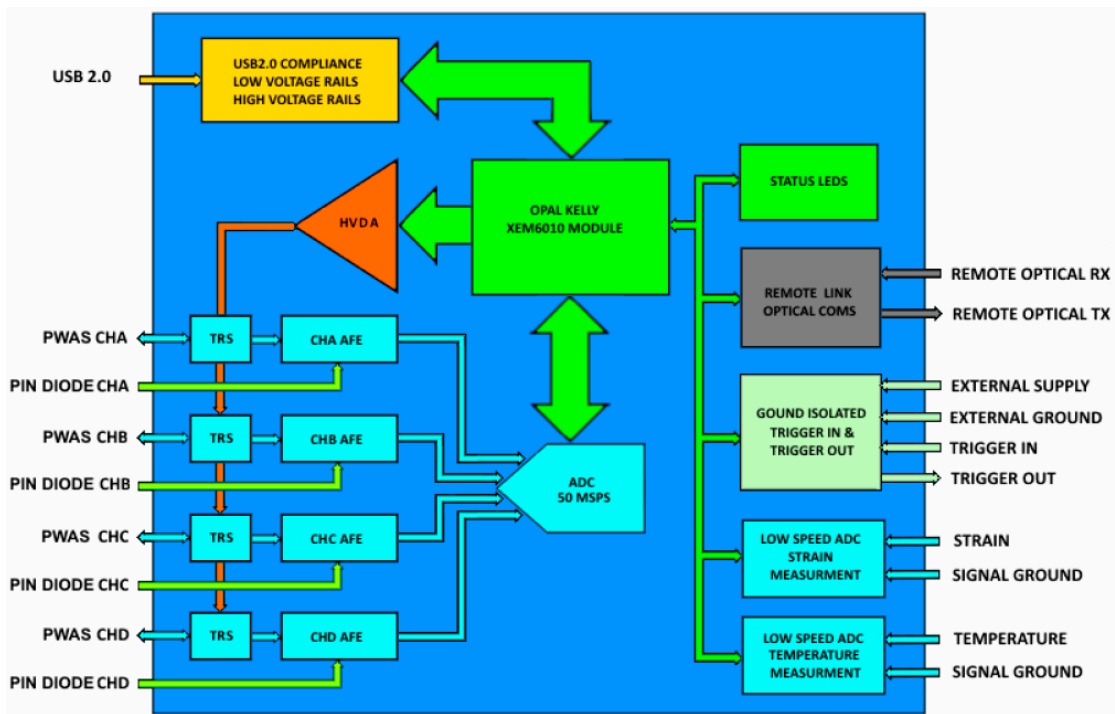 USB 2.0
USB2.0 COMPLIANCE
LOW VOLTAGE RAILS
HIGH VOLTAGE RAILS
OPAL KELLY
XEM6010 MODULE
HVDA
STATUS LEDS
REMOTE LINK
OPTICAL COMS
REMOTE OPTICAL RX
REMOTE OPTICAL TX
PWAS CHA
TRS
CHA AFE
PIN DIODE CHA
PWAS CHB
TRS
CHB AFE
PIN DIODE CHB
PWAS CHC
TRS
CHC AFE
PIN DIODE CHC
PWAS CHD
TRS
CHD AFE
PIN DIODE CHD
ADC
50 MSPS
GOUND ISOLATED
TRIGGER IN &
TRIGGER OUT
EXTERNAL SUPPLY
EXTERNAL GROUND
TRIGGER IN
TRIGGER OUT
LOW SPEED ADC
STRAIN
MEASURMENT
STRAIN
SIGNAL GROUND
LOW SPEED ADC
TEMPERATURE
MEASURMENT
TEMPERATURE
SIGNAL GROUND